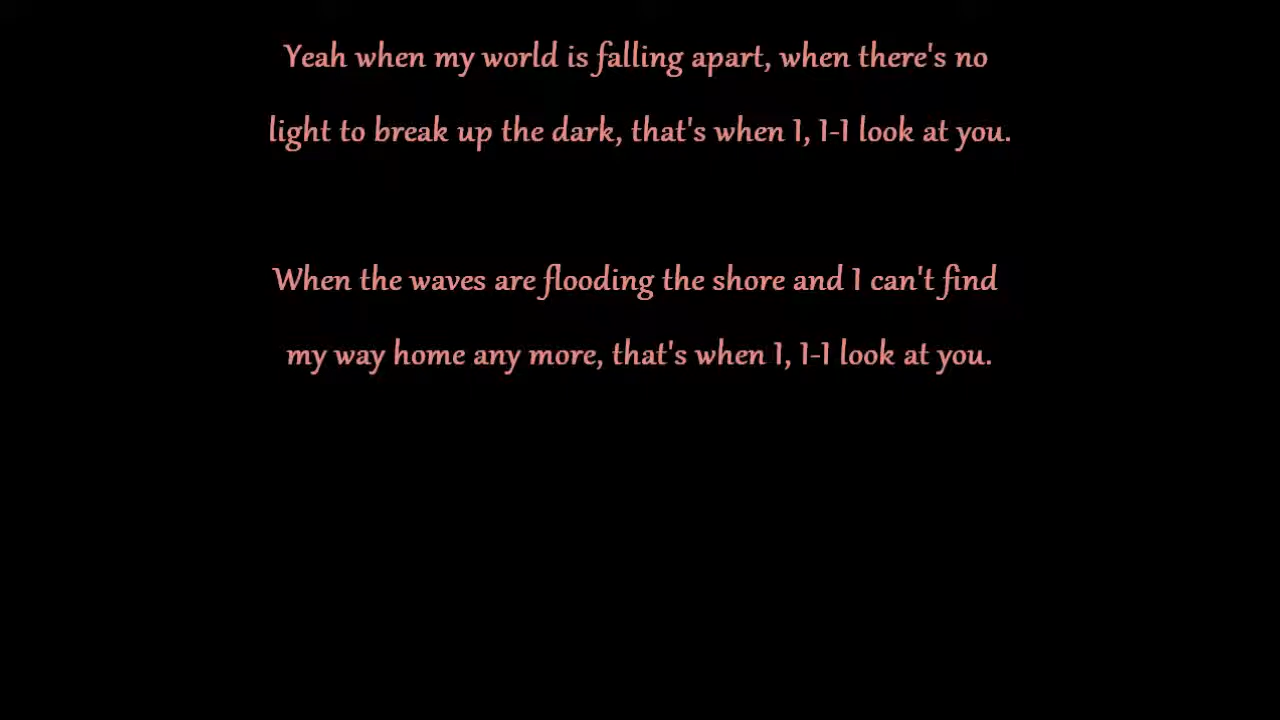 Yeah when my world is falling apart, when there's no
light to break up the dark, that's when I, I-I look at you.
When the waves are flooding the shore and I can't find
my way home any more, that's when I, I-I look at you.